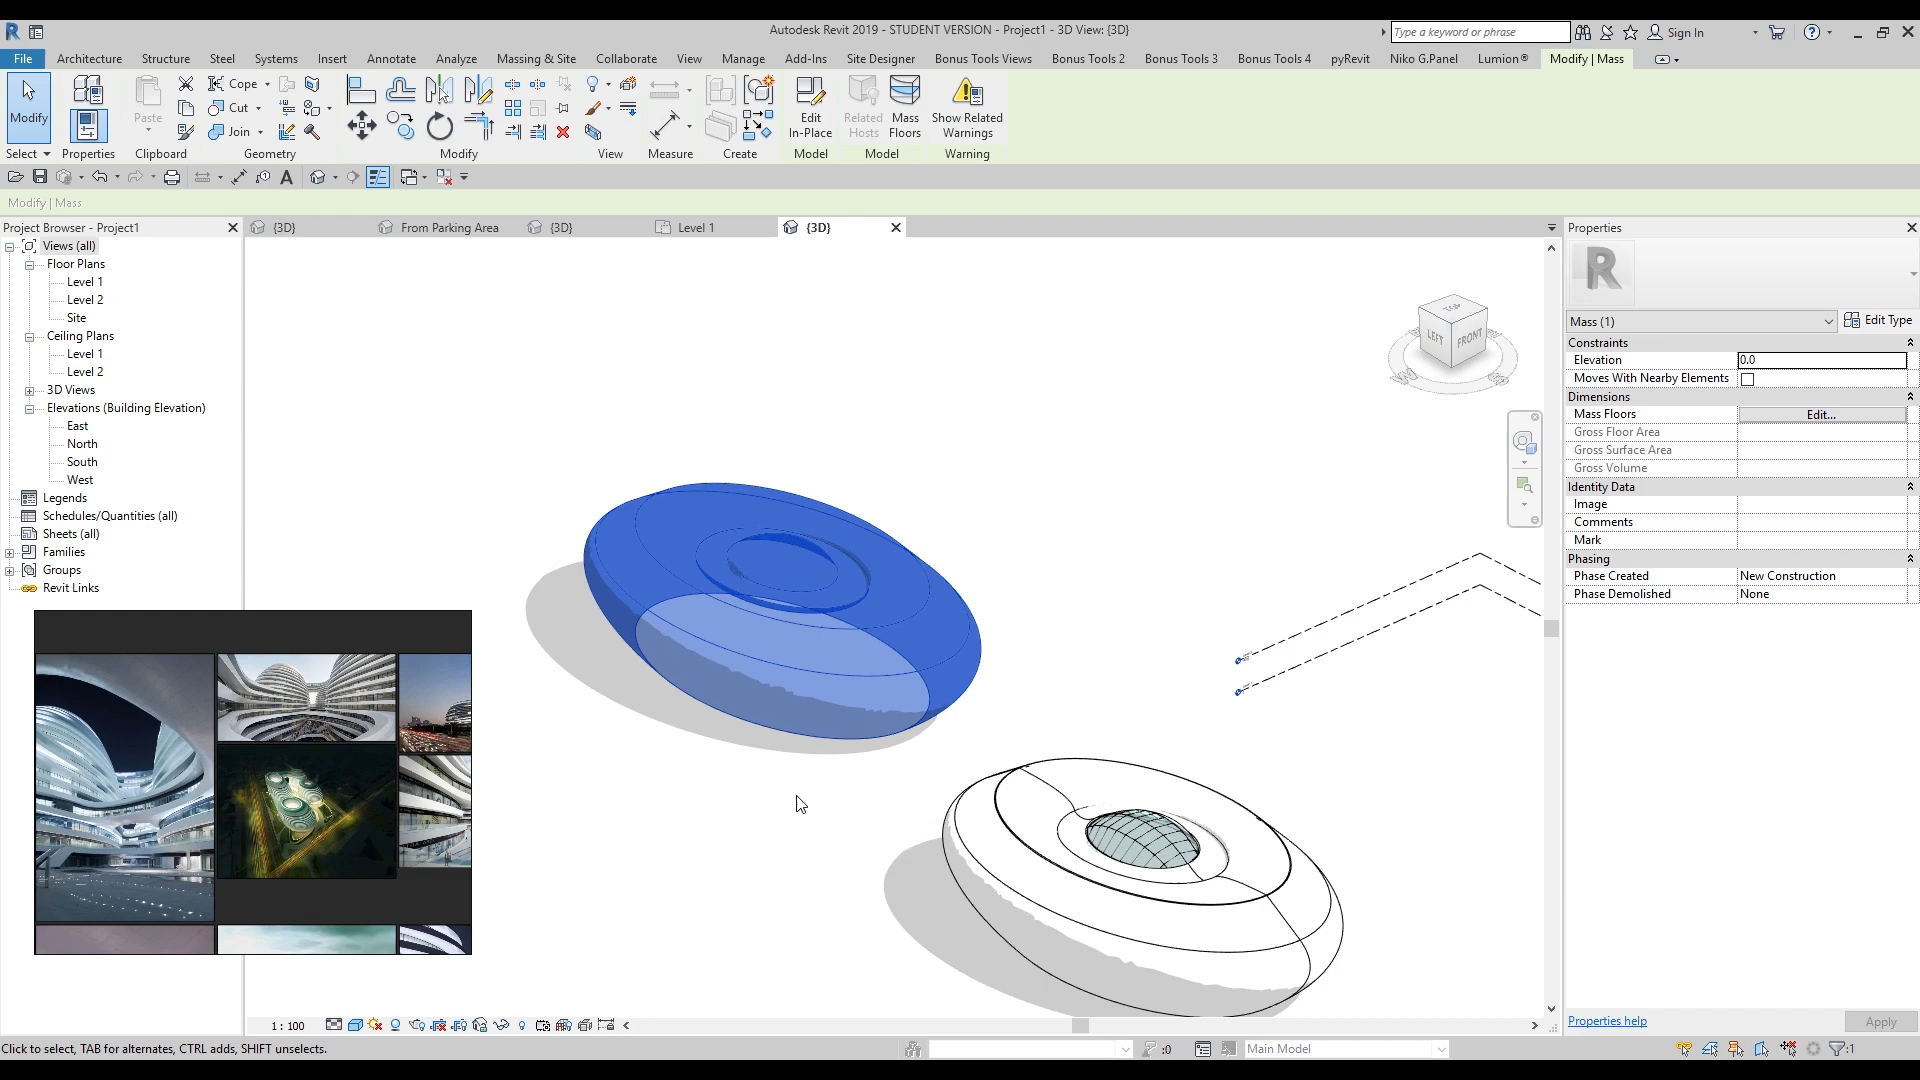 Autodesk Revit 2019 - STUDENT VERSION - Project1 - 3D View: {3D}
Type a keyword or phrase
Sign In
File Architecture Structure Steel Systems Insert Annotate Analyze Massing & Site Collaborate View Manage Add-Ins Site Designer Bonus Tools Views Bonus Tools 2 Bonus Tools 3 Bonus Tools 4 pyRevit Niko G.Panel Lumion® Modify | Mass
Modify
Paste
Cope
Cut
Join
Edit In-Place
Related Hosts
Mass Floors
Show Related Warnings
Select Properties Clipboard Geometry Modify View Measure Create Model Model Warning
Modify | Mass
Project Browser - Project1
{3D} From Parking Area {3D} Level 1 {3D}
Properties
Views (all)
Floor Plans
Level 1
Level 2
Site
Ceiling Plans
Level 1
Level 2
3D Views
Elevations (Building Elevation)
East
North
South
West
Legends
Schedules/Quantities (all)
Sheets (all)
Families
Groups
Revit Links
TOP
LEFT
FRONT
Mass (1) Edit Type
Constraints
Elevation 0.0
Moves With Nearby Elements
Dimensions
Mass Floors Edit...
Gross Floor Area
Gross Surface Area
Gross Volume
Identity Data
Image
Comments
Mark
Phasing
Phase Created New Construction
Phase Demolished None
Properties help Apply
1 : 100
Click to select, TAB for alternates, CTRL adds, SHIFT unselects.
:0
Main Model
:1